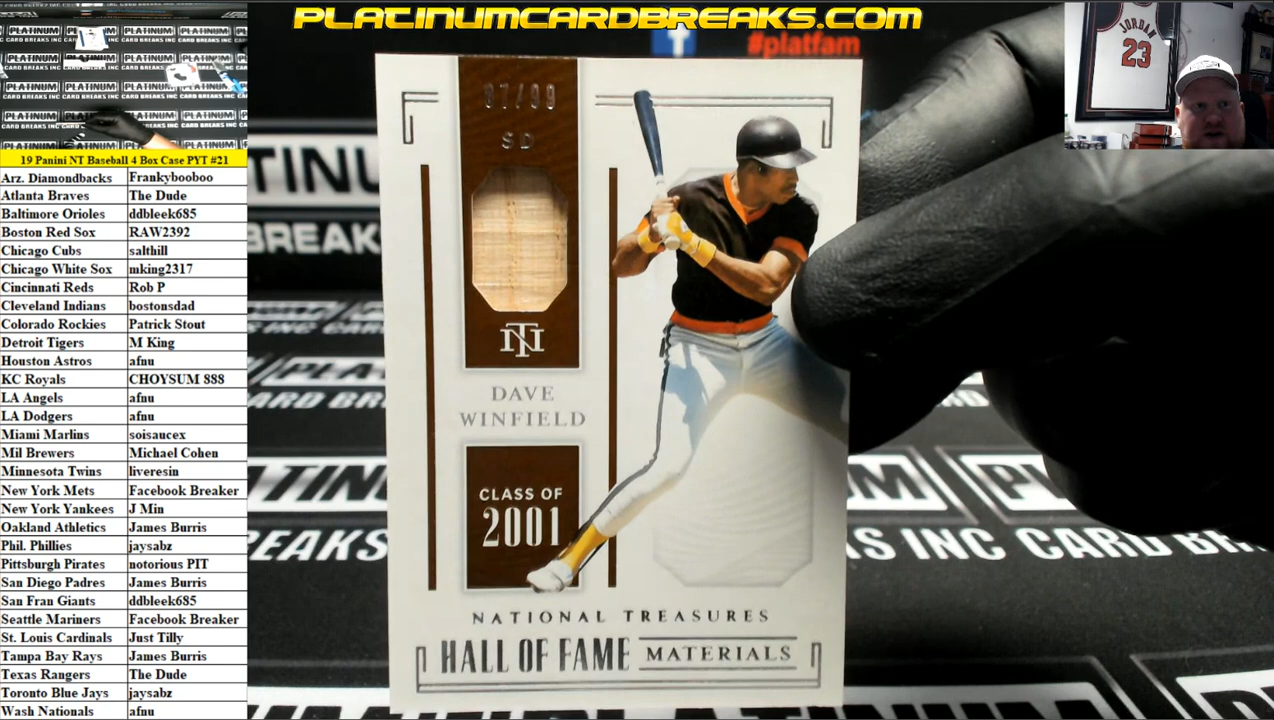 PLATINUMCARDBREAKS.COM
#platfam
JORDAN
23
19 Panini NT Baseball 4 Box Case PYT #21
Arz. Diamondbacks Frankybooboo
Atlanta Braves The Dude
Baltimore Orioles ddbleek685
Boston Red Sox RAW2392
Chicago Cubs salthill
Chicago White Sox mking2317
Cincinnati Reds Rob P
Cleveland Indians bostonsdad
Colorado Rockies Patrick Stout
Detroit Tigers M King
Houston Astros afnu
KC Royals CHOYSUM 888
LA Angels afnu
LA Dodgers afnu
Miami Marlins soisaucex
Mil Brewers Michael Cohen
Minnesota Twins liveresin
New York Mets Facebook Breaker
New York Yankees J Min
Oakland Athletics James Burris
Phil. Phillies jaysabz
Pittsburgh Pirates notorious PIT
San Diego Padres James Burris
San Fran Giants ddbleek685
Seattle Mariners Facebook Breaker
St. Louis Cardinals Just Tilly
Tampa Bay Rays James Burris
Texas Rangers The Dude
Toronto Blue Jays jaysabz
Wash Nationals afnu
SD
NT
DAVE
WINFIELD
CLASS OF
2001
NATIONAL TREASURES
HALL OF FAME MATERIALS